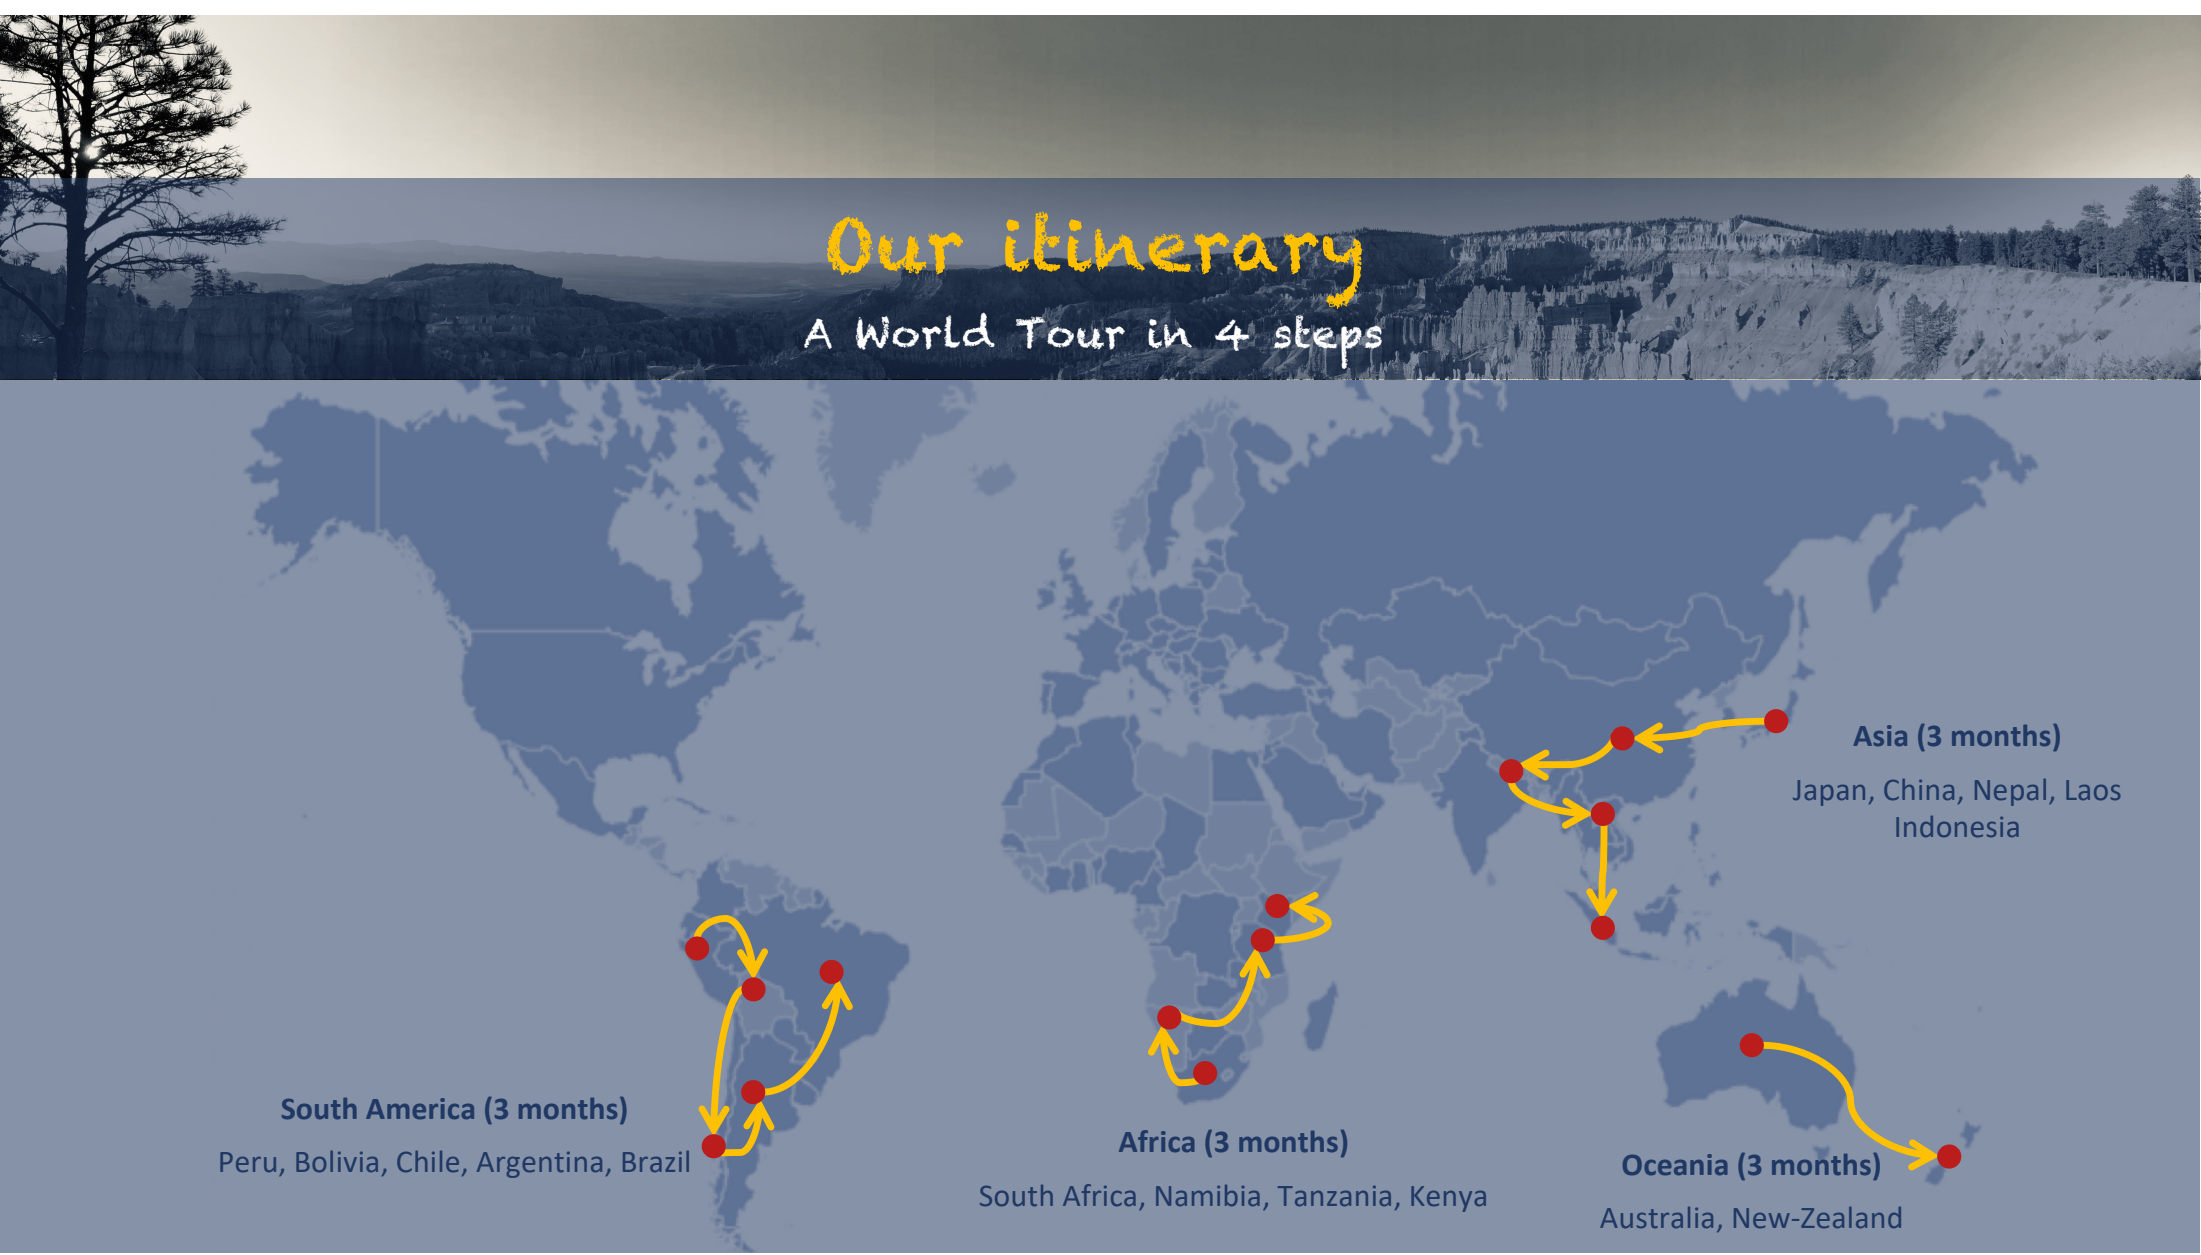 Our itinerary
A World Tour in 4 steps
Asia (3 months)
Japan, China, Nepal, Laos
Indonesia
South America (3 months)
Peru, Bolivia, Chile, Argentina, Brazil
Africa (3 months)
South Africa, Namibia, Tanzania, Kenya
Oceania (3 months)
Australia, New-Zealand